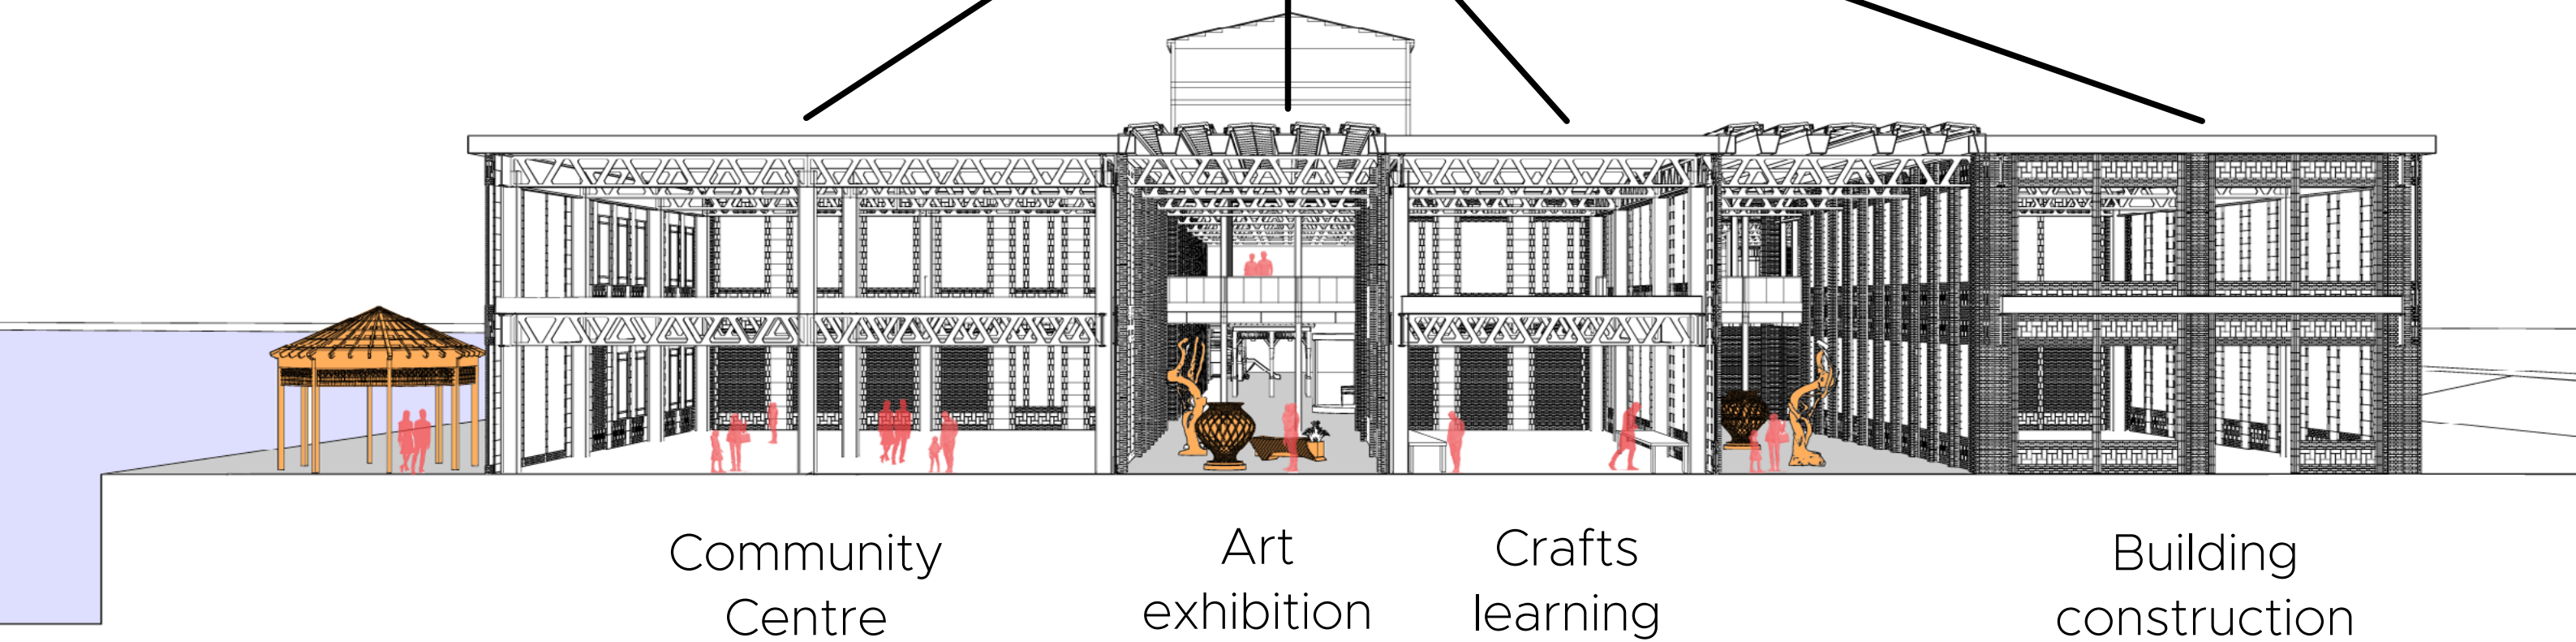 Community
Centre
Art
exhibition
Crafts
learning
Building
construction